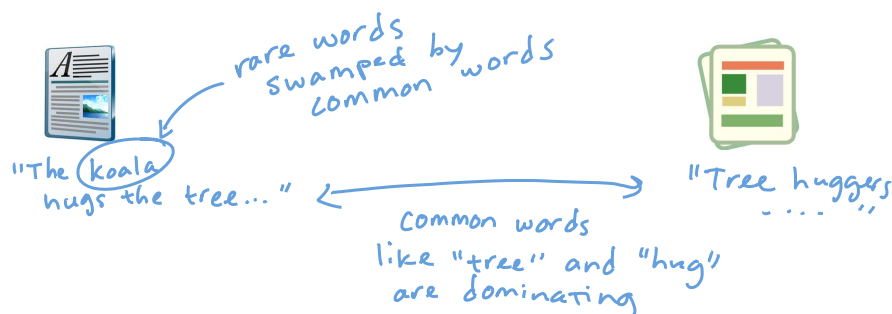 rare words
swamped by
common words
A
"The koala
hugs the tree..."
"Tree huggers
....."
common words
like "tree" and "hug"
are dominating